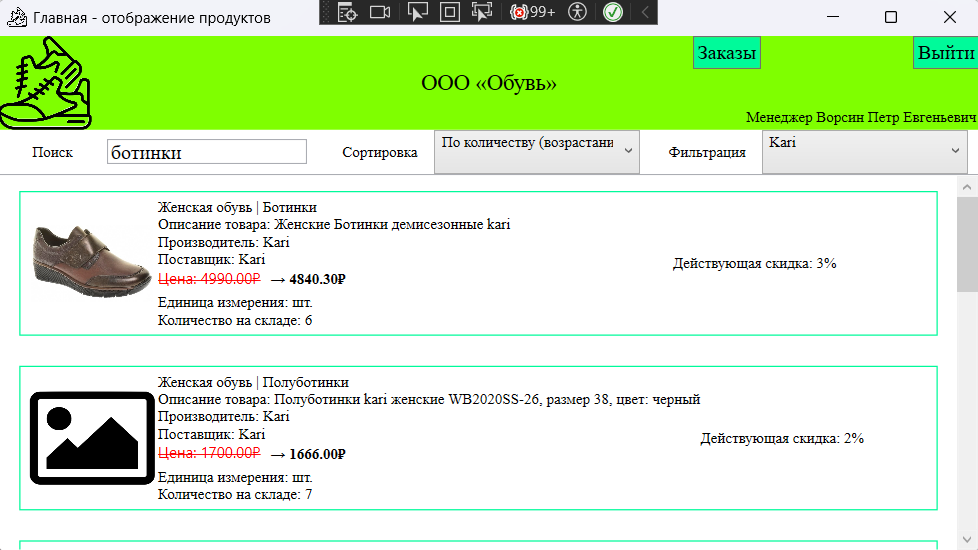 Главная - отображение продуктов
99+
Заказы
Выйти
ООО «Обувь»
Менеджер Ворсин Петр Евгеньевич
Поиск
ботинки
Сортировка
По количеству (возрастани
Фильтрация
Kari
Женская обувь | Ботинки
Описание товара: Женские Ботинки демисезонные kari
Производитель: Kari
Поставщик: Kari
Цена: 4990.00₽ → 4840.30₽
Единица измерения: шт.
Количество на складе: 6
Действующая скидка: 3%
Женская обувь | Полуботинки
Описание товара: Полуботинки kari женские WB2020SS-26, размер 38, цвет: черный
Производитель: Kari
Поставщик: Kari
Цена: 1700.00₽ → 1666.00₽
Единица измерения: шт.
Количество на складе: 7
Действующая скидка: 2%